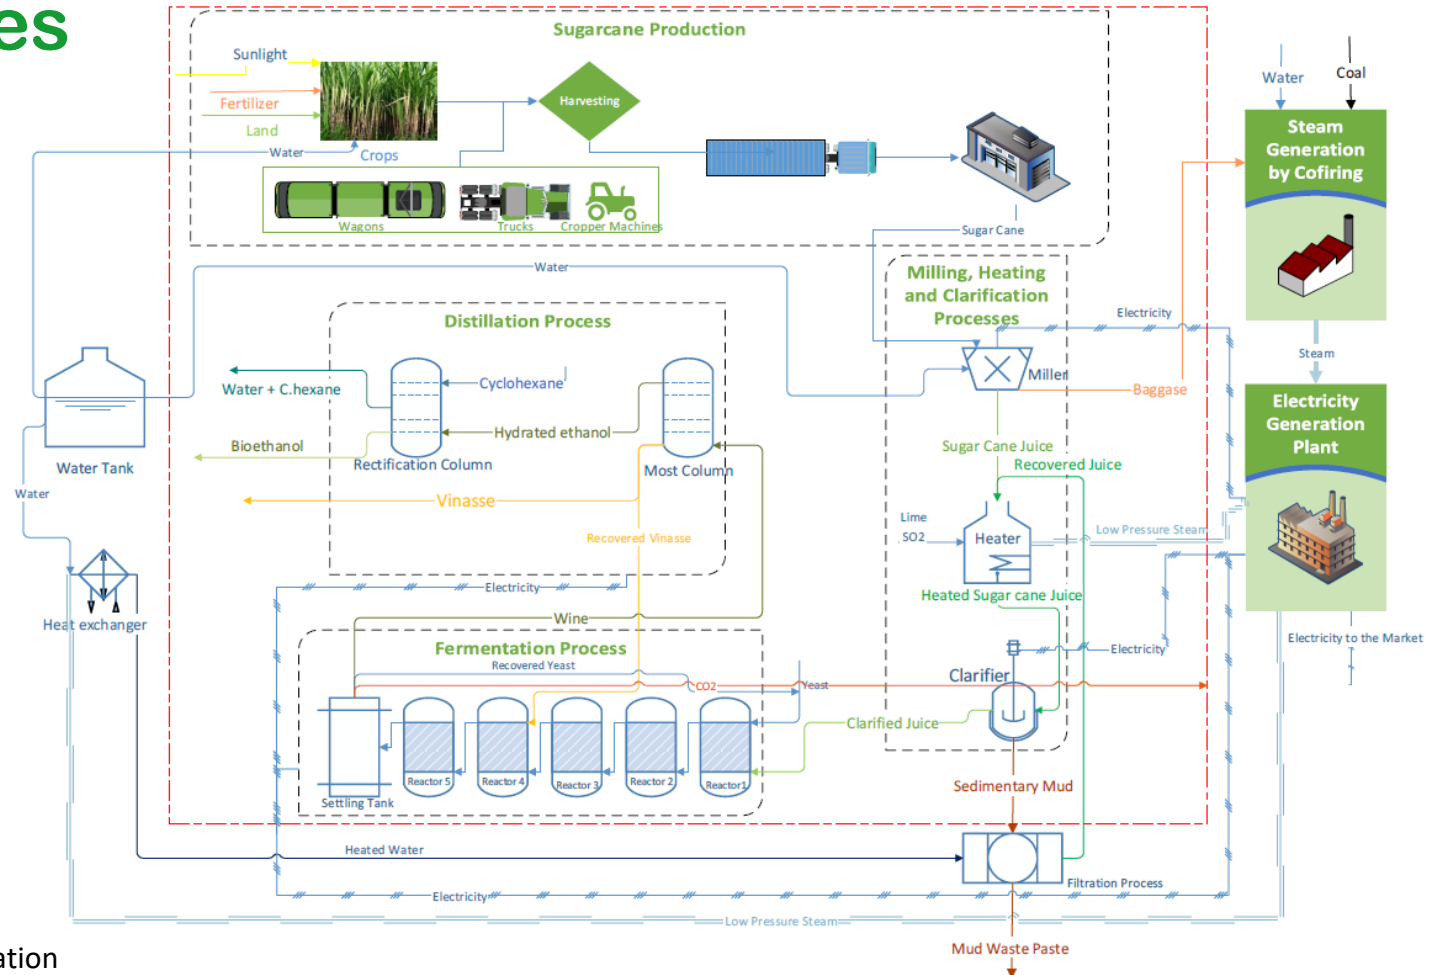 es
Sugarcane Production
Sunlight
Fertilizer
Land
Water
Crops
Harvesting
Wagons
Trucks
Cropper Machines
Sugar Cane
Water
Coal
Steam
Generation
by Cofiring
Steam
Electricity
Generation
Plant
Electricity to the Market
Water
Milling, Heating
and Clarification
Processes
Electricity
Miller
Baggase
Sugar Cane Juice
Recovered Juice
Lime
SO2
Heater
Low Pressure Steam
Heated Sugar cane Juice
Electricity
Clarifier
Clarified Juice
Sedimentary Mud
Filtration Process
Mud Waste Paste
Distillation Process
Water + C.hexane
Cyclohexane
Hydrated ethanol
Bioethanol
Rectification Column
Most Column
Vinasse
Recovered Vinasse
Electricity
Wine
Fermentation Process
Recovered Yeast
CO2
Yeast
Reactor 5
Reactor 4
Reactor 3
Reactor 2
Reactor1
Settling Tank
Water Tank
Water
Heat exchanger
Heated Water
Electricity
Low Pressure Steam
ation